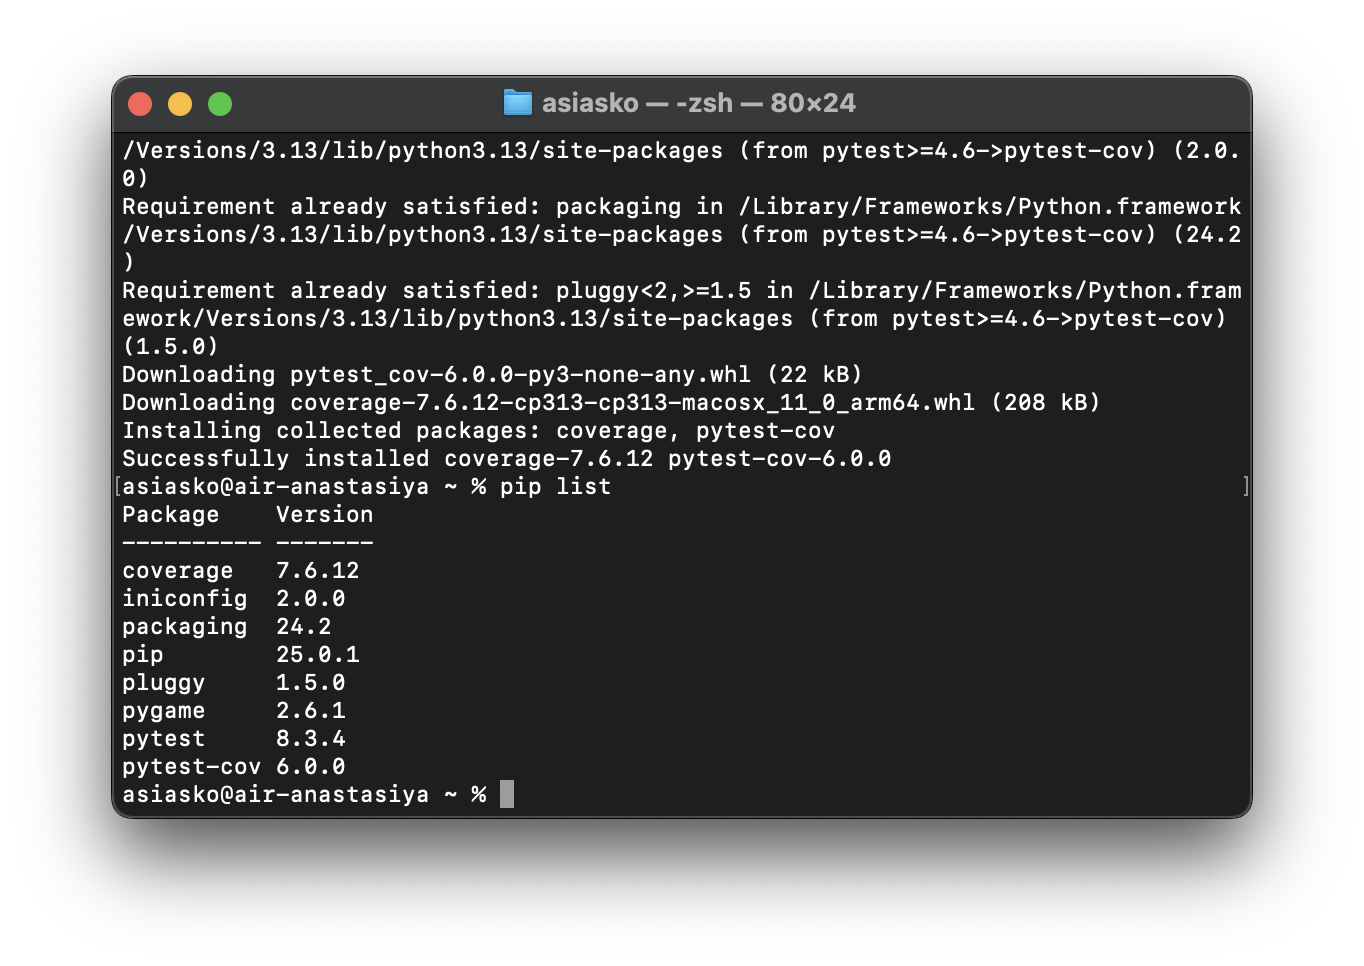 asiasko — -zsh — 80×24
/Versions/3.13/lib/python3.13/site-packages (from pytest>=4.6->pytest-cov) (2.0.
0)
Requirement already satisfied: packaging in /Library/Frameworks/Python.framework
/Versions/3.13/lib/python3.13/site-packages (from pytest>=4.6->pytest-cov) (24.2
)
Requirement already satisfied: pluggy<2,>=1.5 in /Library/Frameworks/Python.fram
ework/Versions/3.13/lib/python3.13/site-packages (from pytest>=4.6->pytest-cov)
(1.5.0)
Downloading pytest_cov-6.0.0-py3-none-any.whl (22 kB)
Downloading coverage-7.6.12-cp313-cp313-macosx_11_0_arm64.whl (208 kB)
Installing collected packages: coverage, pytest-cov
Successfully installed coverage-7.6.12 pytest-cov-6.0.0
[asiasko@air-anastasiya ~ % pip list ]
Package    Version
---------- -------
coverage   7.6.12
iniconfig  2.0.0
packaging  24.2
pip        25.0.1
pluggy     1.5.0
pygame     2.6.1
pytest     8.3.4
pytest-cov 6.0.0
asiasko@air-anastasiya ~ %